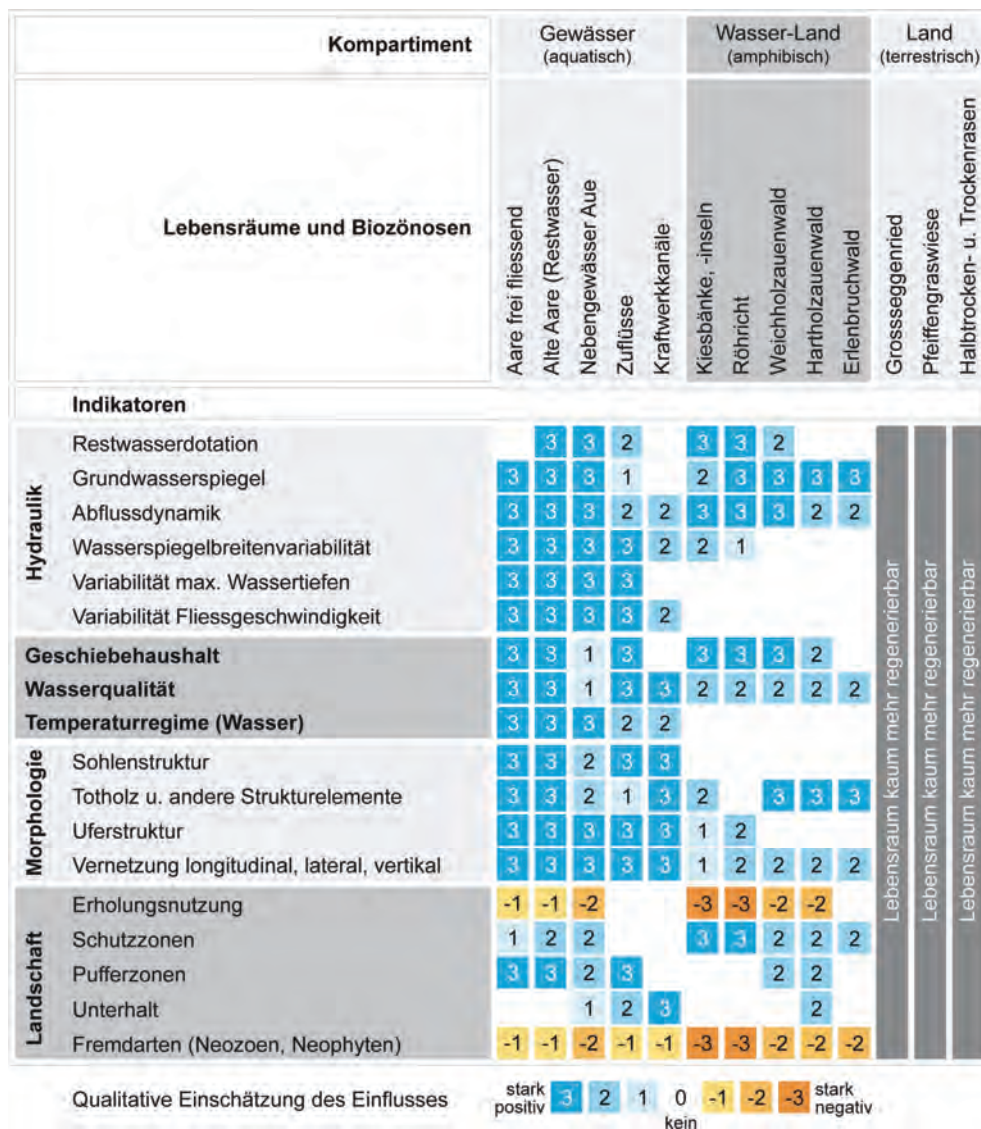 Kompartiment
Gewässer
(aquatisch)
Wasser-Land
(amphibisch)
Land
(terrestrisch)
Lebensräume und Biozönosen
Aare frei fliessend
Alte Aare (Restwasser)
Nebengewässer Aue
Zuflüsse
Kraftwerkkanäle
Kiesbänke, -inseln
Röhricht
Weichholzauenwald
Hartholzauenwald
Erlenbruchwald
Grossseggenried
Pfeiffengraswiese
Halbtrocken- u. Trockenrasen
Indikatoren
Hydraulik
Restwasserdotation 3 3 2 3 3 2
Grundwasserspiegel 3 3 3 1 2 3 3 3 3
Abflussdynamik 3 3 3 2 2 3 3 3 2 2
Wasserspiegelbreitenvariabilität 3 3 3 3 2 2 1
Variabilität max. Wassertiefen 3 3 3 3
Variabilität Fliessgeschwindigkeit 3 3 3 3 2
Geschiebehaushalt 3 3 1 3 3 3 3 2
Wasserqualität 3 3 1 3 3 2 2 2 2 2
Temperaturregime (Wasser) 3 3 3 2 2
Morphologie
Sohlenstruktur 3 3 2 3 3
Totholz u. andere Strukturelemente 3 3 2 1 3 2 3 3 3
Uferstruktur 3 3 3 3 3 1 2
Vernetzung longitudinal, lateral, vertikal 3 3 3 3 3 1 2 2 2 2
Landschaft
Erholungsnutzung -1 -1 -2 -3 -3 -2 -2
Schutzzonen 1 2 2 3 3 2 2 2
Pufferzonen 3 3 2 3 2 2
Unterhalt 1 2 3 2
Fremdarten (Neozoen, Neophyten) -1 -1 -2 -1 -1 -3 -3 -2 -2 -2
Lebensraum kaum mehr regenerierbar
Lebensraum kaum mehr regenerierbar
Lebensraum kaum mehr regenerierbar
Qualitative Einschätzung des Einflusses
stark
positiv
3 2 1 0 -1 -2 -3
kein
stark
negativ